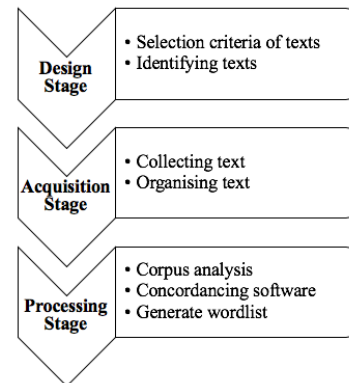 Design
Stage
• Selection criteria of texts
• Identifying texts
Acquisition
Stage
• Collecting text
• Organising text
Processing
Stage
• Corpus analysis
• Concordancing software
• Generate wordlist